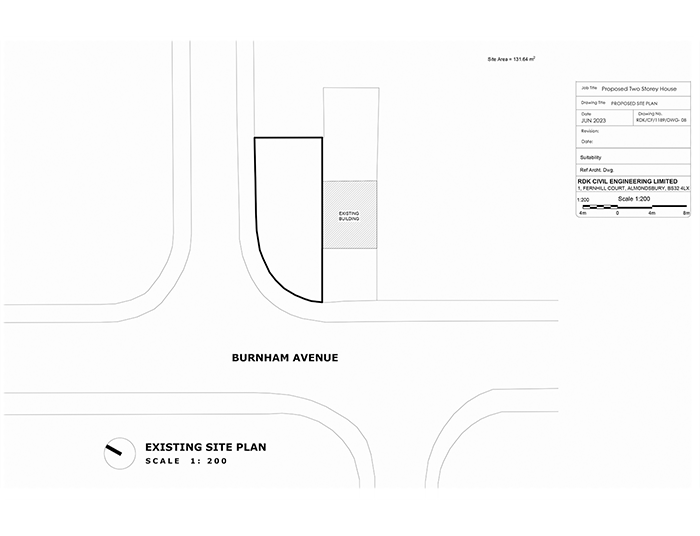 Site Area = 131.64 m²
Job Title Proposed Two Storey House
Drawing Title PROPOSED SITE PLAN
Date
JUN 2023
Drawing No.
RDK/CF/1189/DWG- 08
Revision:
Date:
Suitability
Ref Archt. Dwg.
RDK CIVIL ENGINEERING LIMITED
1, FERNHILL COURT, ALMONDSBURY, BS32 4LX
1:200 Scale 1:200
4m 0 4m 8m
EXISTING
BUILDING
BURNHAM AVENUE
EXISTING SITE PLAN
SCALE 1: 200